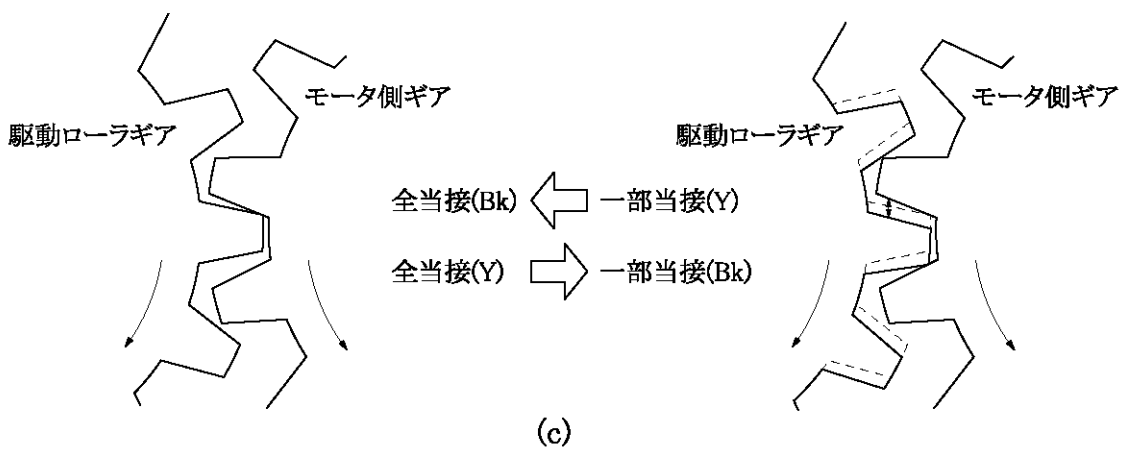 モータ側ギア
駆動ローラギア
モータ側ギア
駆動ローラギア
全当接(Bk) 一部当接(Y)
全当接(Y) 一部当接(Bk)
(c)